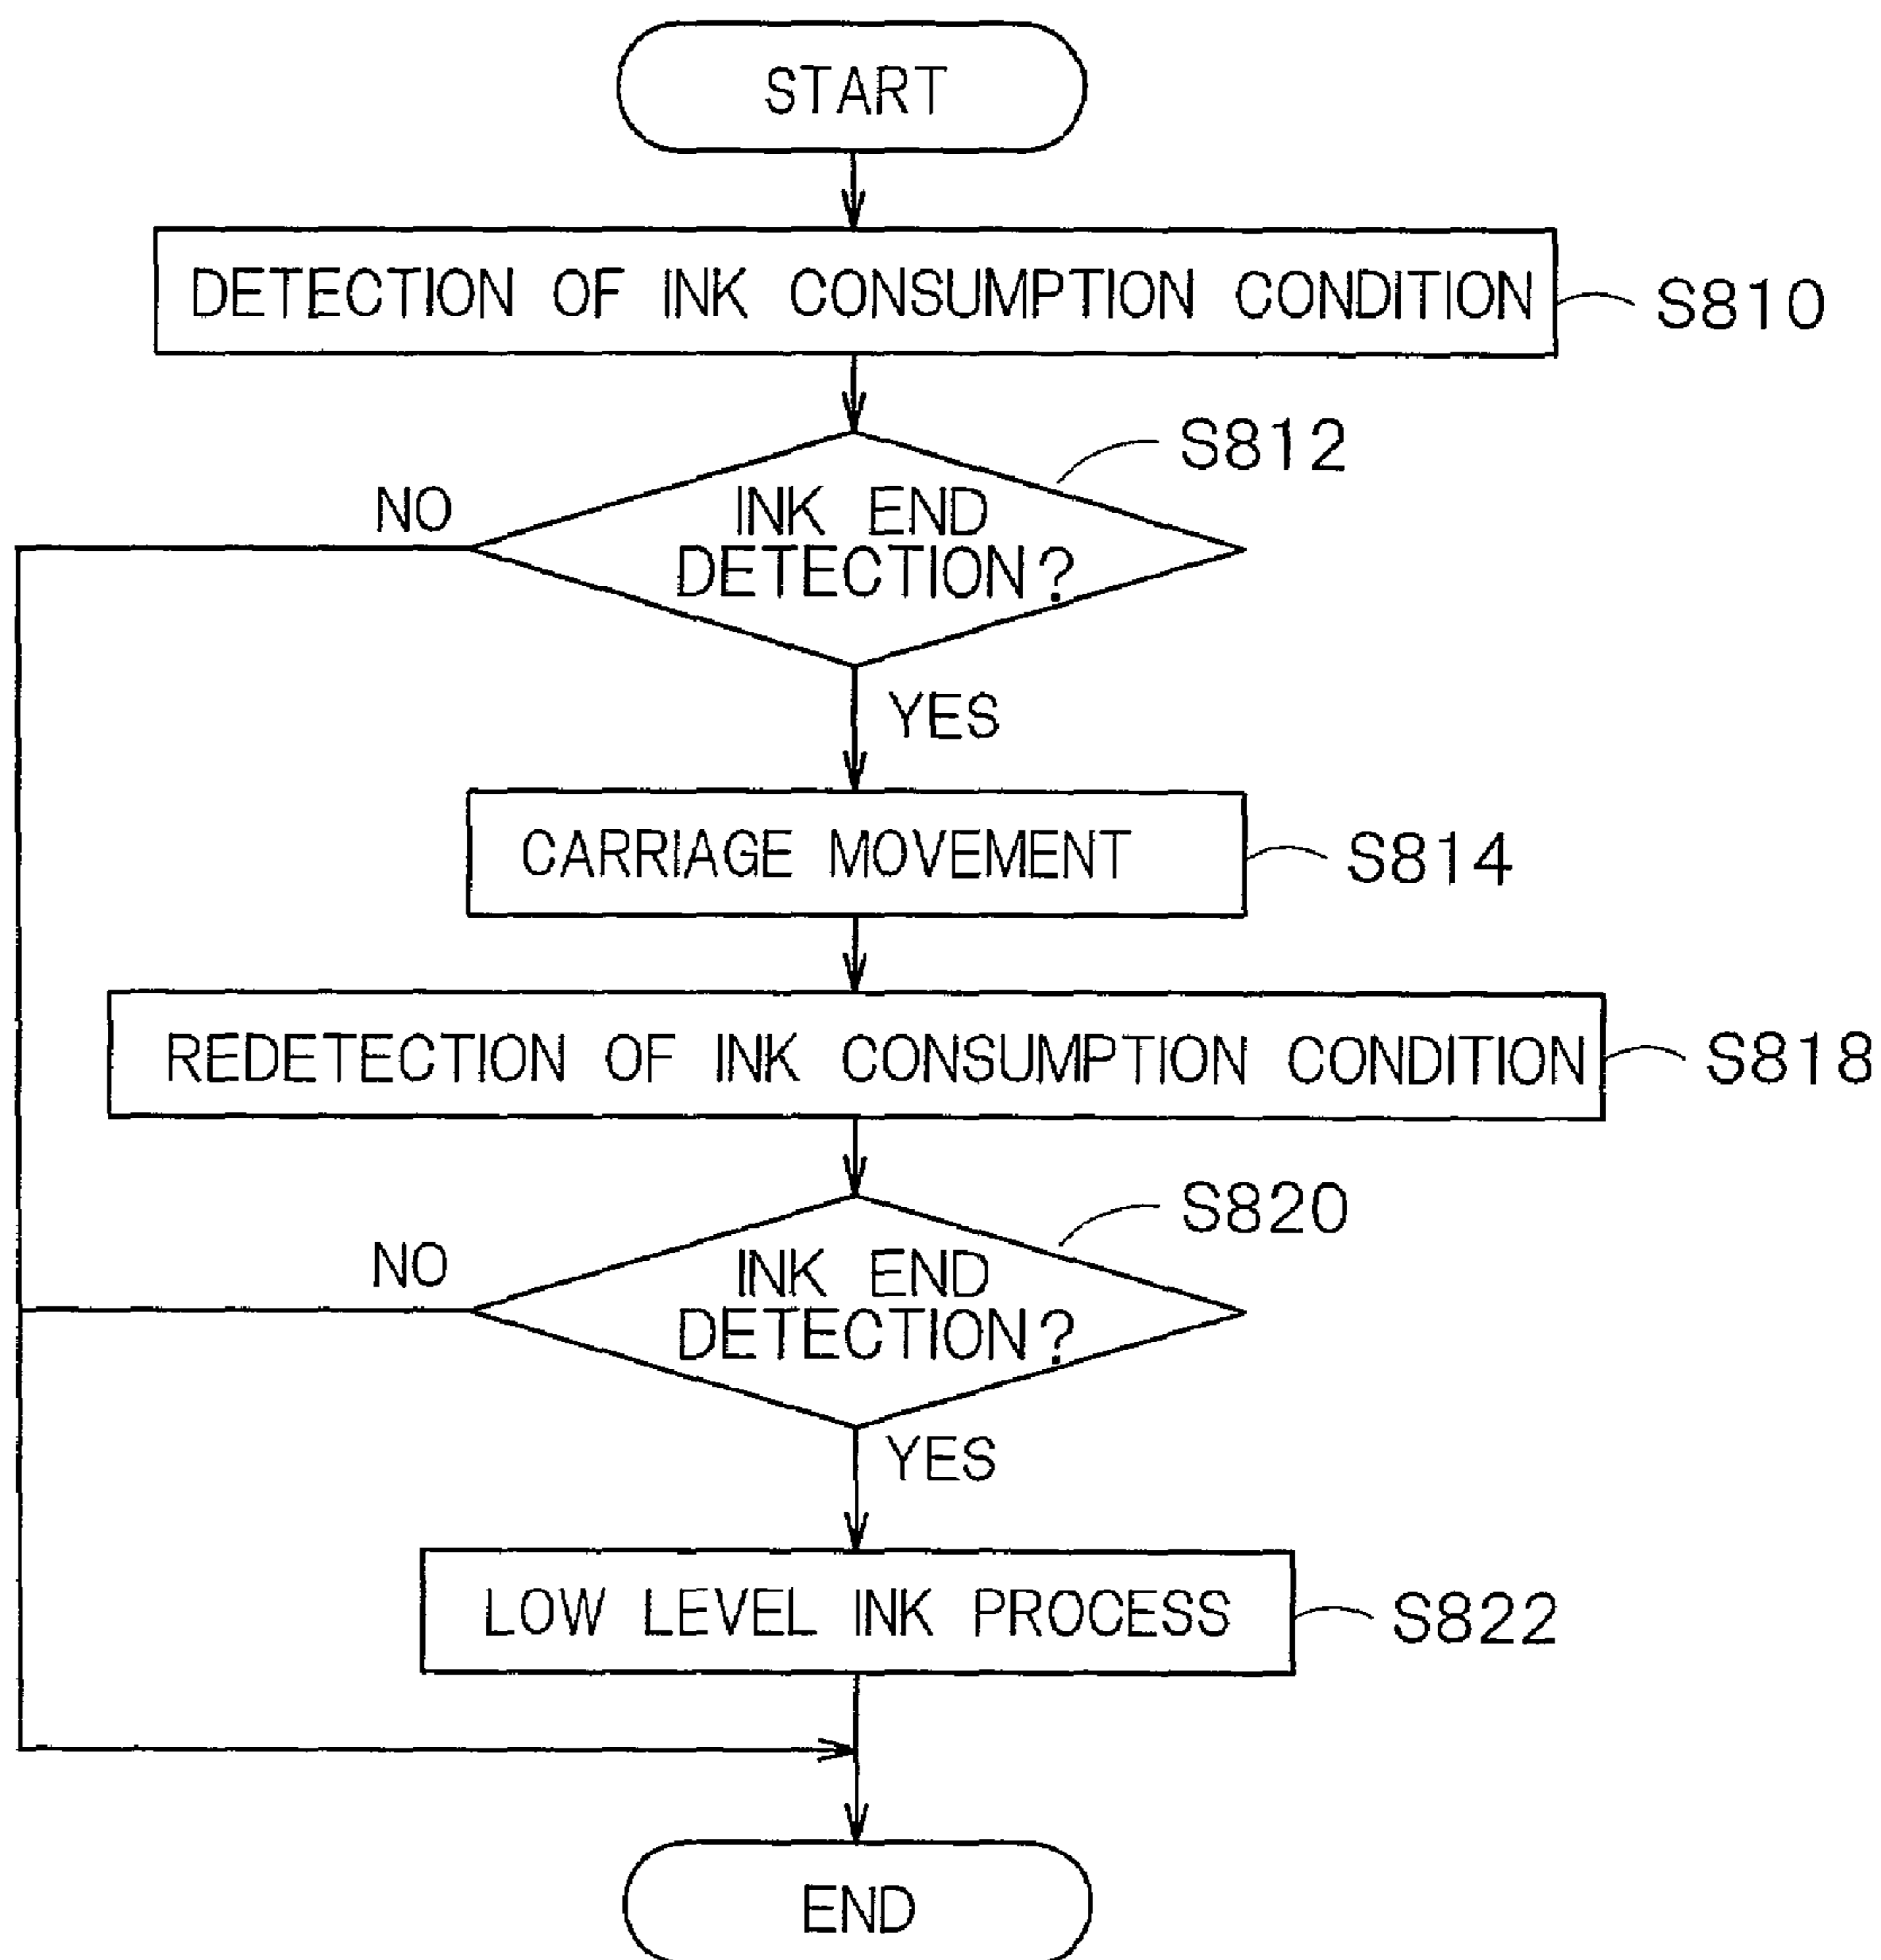 START
DETECTION OF INK CONSUMPTION CONDITION
S810
S812
NO
INK END
DETECTION?
YES
CARRIAGE MOVEMENT
S814
REDETECTION OF INK CONSUMPTION CONDITION
S818
S820
NO
INK END
DETECTION?
YES
LOW LEVEL INK PROCESS
S822
END